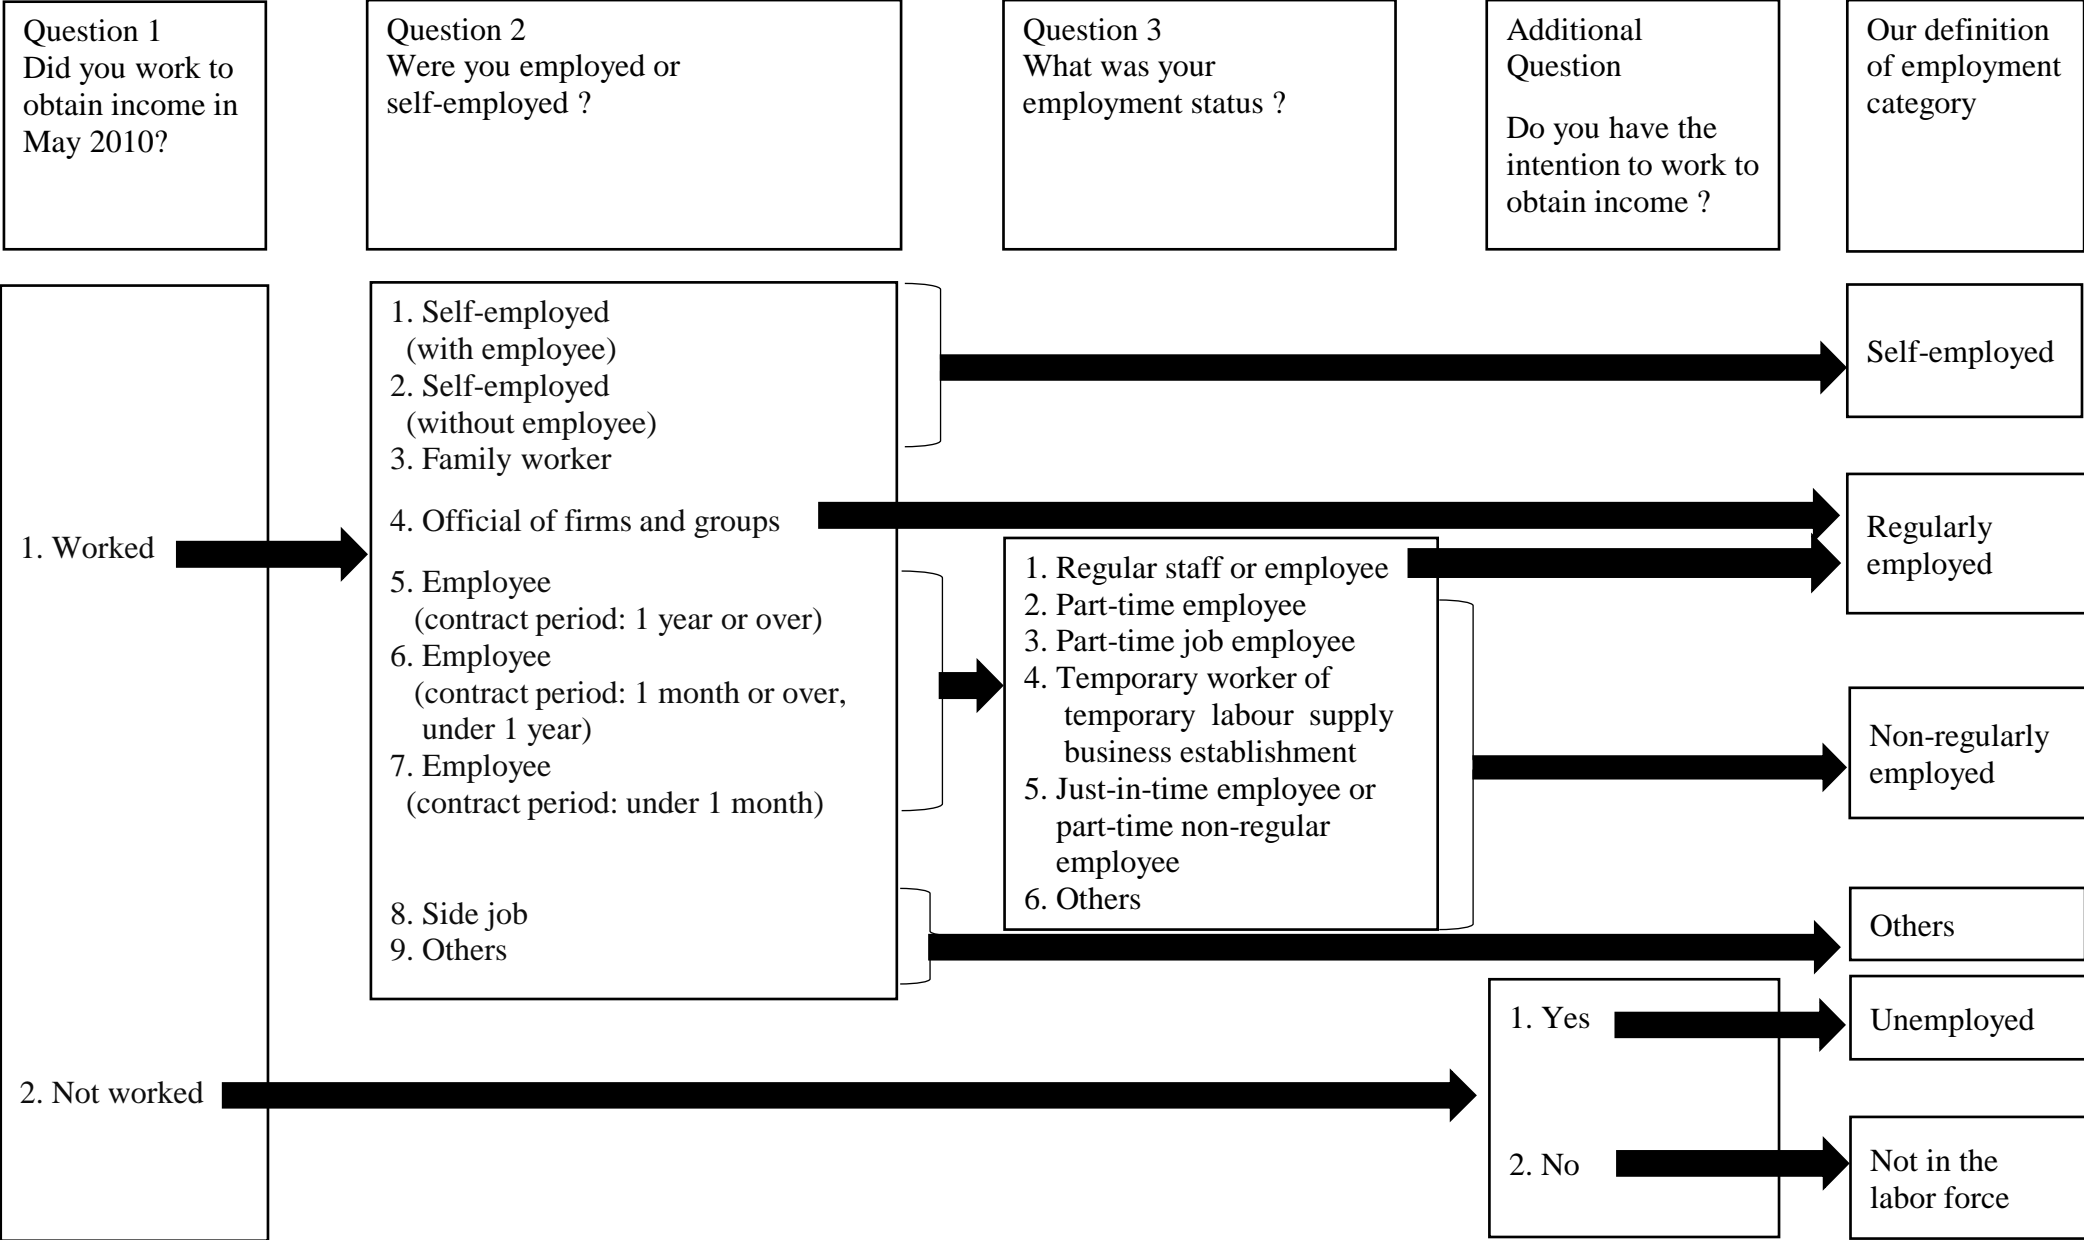 Question 1
Did you work to
obtain income in
May 2010?
Question 2
Were you employed or
self-employed ?
Question 3
What was your
employment status ?
Additional
Question
Do you have the
intention to work to
obtain income ?
Our definition
of employment
category
1. Worked
2. Not worked
1. Self-employed
(with employee)
2. Self-employed
(without employee)
3. Family worker
4. Official of firms and groups
5. Employee
(contract period: 1 year or over)
6. Employee
(contract period: 1 month or over,
under 1 year)
7. Employee
(contract period: under 1 month)
8. Side job
9. Others
1. Regular staff or employee
2. Part-time employee
3. Part-time job employee
4. Temporary worker of
temporary labour supply
business establishment
5. Just-in-time employee or
part-time non-regular
employee
6. Others
1. Yes
2. No
Self-employed
Regularly
employed
Non-regularly
employed
Others
Unemployed
Not in the
labor force